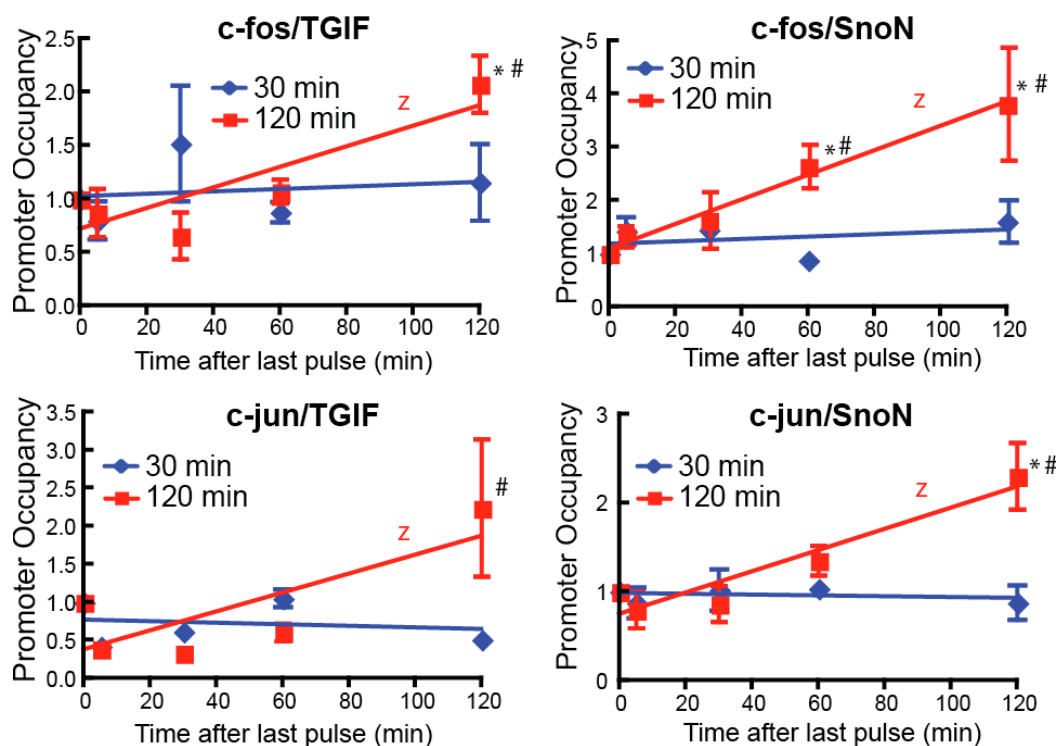 c-fos/TGIF
Promoter Occupancy
2.5
2.0
1.5
1.0
0.5
0.0
30 min
120 min
z
* #
0 20 40 60 80 100 120
Time after last pulse (min)
c-fos/SnoN
Promoter Occupancy
5
4
3
2
1
0
30 min
120 min
z
*#
* #
0 20 40 60 80 100 120
Time after last pulse (min)
c-jun/TGIF
Promoter Occupancy
3.5
3.0
2.5
2.0
1.5
1.0
0.5
0.0
30 min
120 min
z
#
0 20 40 60 80 100 120
Time after last pulse (min)
c-jun/SnoN
Promoter Occupancy
3
2
1
0
30 min
120 min
z
*#
0 20 40 60 80 100 120
Time after last pulse (min)